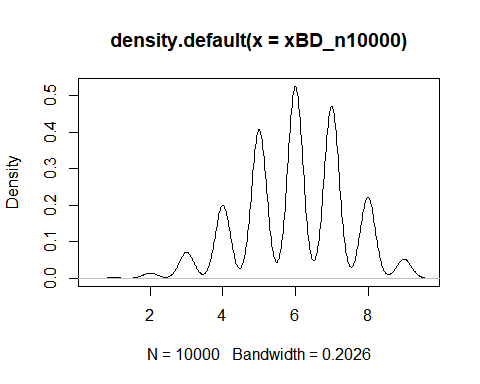 density.default(x = xBD_n10000)
Density
0.0 0.1 0.2 0.3 0.4 0.5
2 4 6 8
N = 10000 Bandwidth = 0.2026